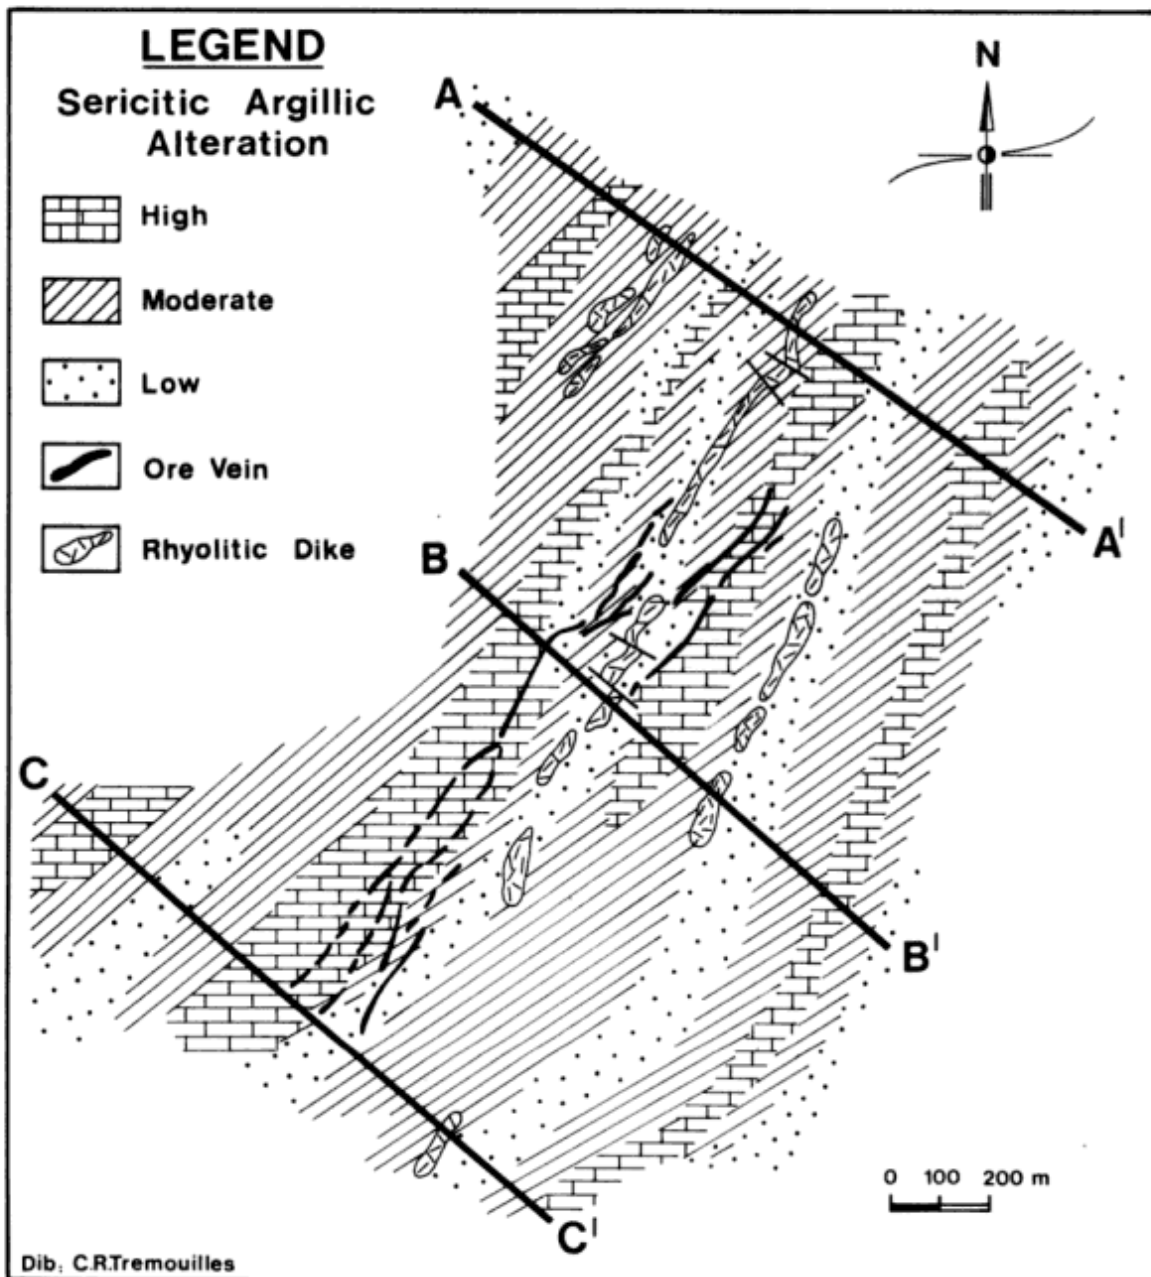 LEGEND
Sericitic Argillic
Alteration
High
Moderate
Low
Ore Vein
Rhyolitic Dike
N
A
A'
B
B'
C
C'
0 100 200 m
Dib: C.R.Tremouilles